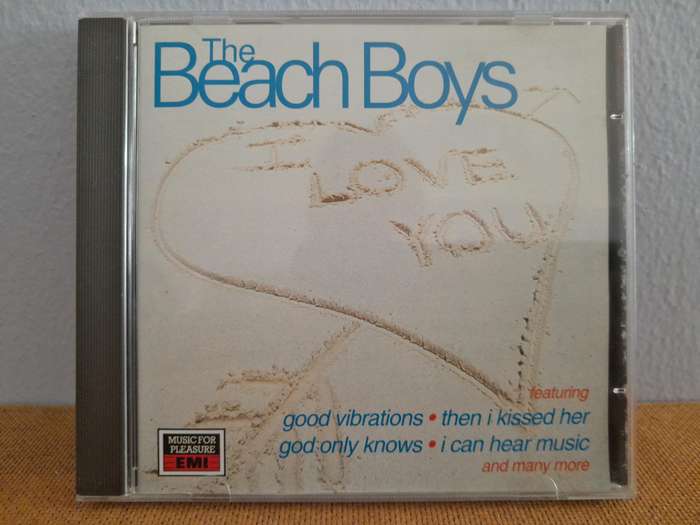 The
Beach Boys
I
LOVE
YOU
featuring
good vibrations • then i kissed her
god only knows • i can hear music
and many more
MUSIC FOR
PLEASURE
EMI